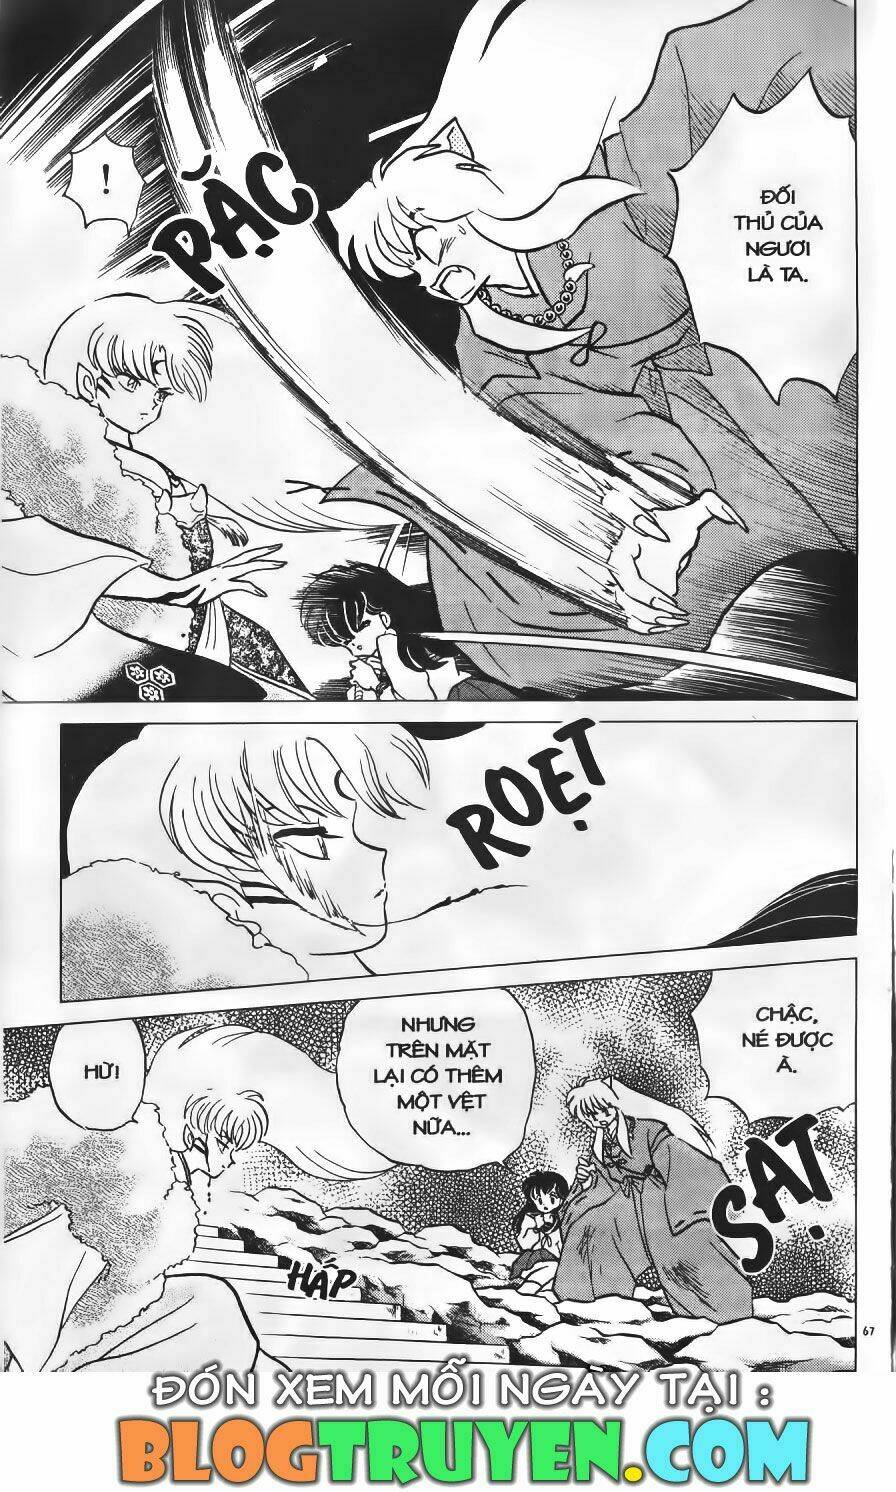 ĐỐI
THỦ CỦA
NGƯƠI
LÀ TA.
!
PẶC
ROẸT
CHẬC,
NÉ ĐƯỢC
À.
NHƯNG
TRÊN MẶT
LẠI CÓ THÊM
MỘT VỆT
NỮA...
HỪ!
SẠT
HẤP
67
ĐÓN XEM MỖI NGÀY TẠI :
BLOGTRUYEN.COM